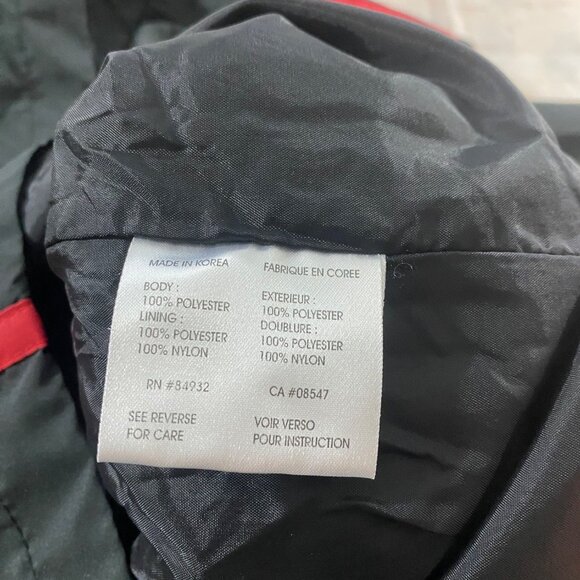 MADE IN KOREA
BODY :
100% POLYESTER
LINING :
100% POLYESTER
100% NYLON
RN #84932
SEE REVERSE
FOR CARE
FABRIQUE EN COREE
EXTERIEUR :
100% POLYESTER
DOUBLURE :
100% POLYESTER
100% NYLON
CA #08547
VOIR VERSO
POUR INSTRUCTION